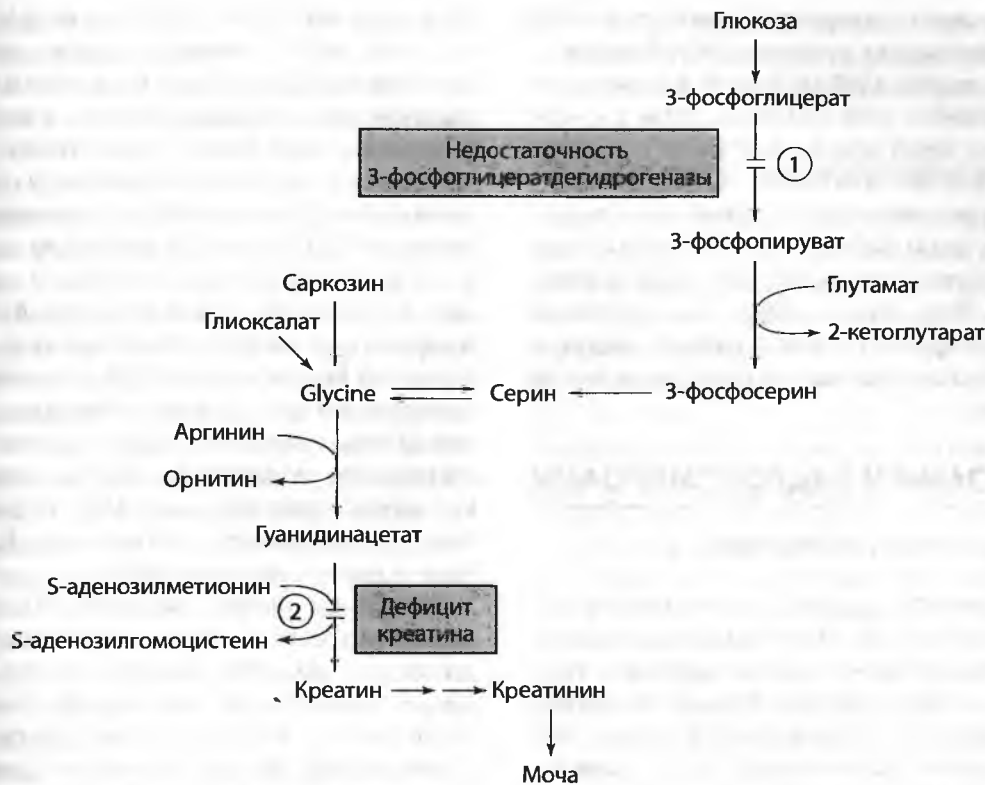 Глюкоза
3-фосфоглицерат
Недостаточность
3-фосфоглицератдегидрогеназы
1
3-фосфопируват
Саркозин
Глутамат
Глиоксалат
2-кетоглутарат
Glycine
Серин
3-фосфосерин
Аргинин
Орнитин
Гуанидинацетат
S-аденозилметионин
2
Дефицит
креатина
S-аденозилгомоцистеин
Креатин
Креатинин
Моча